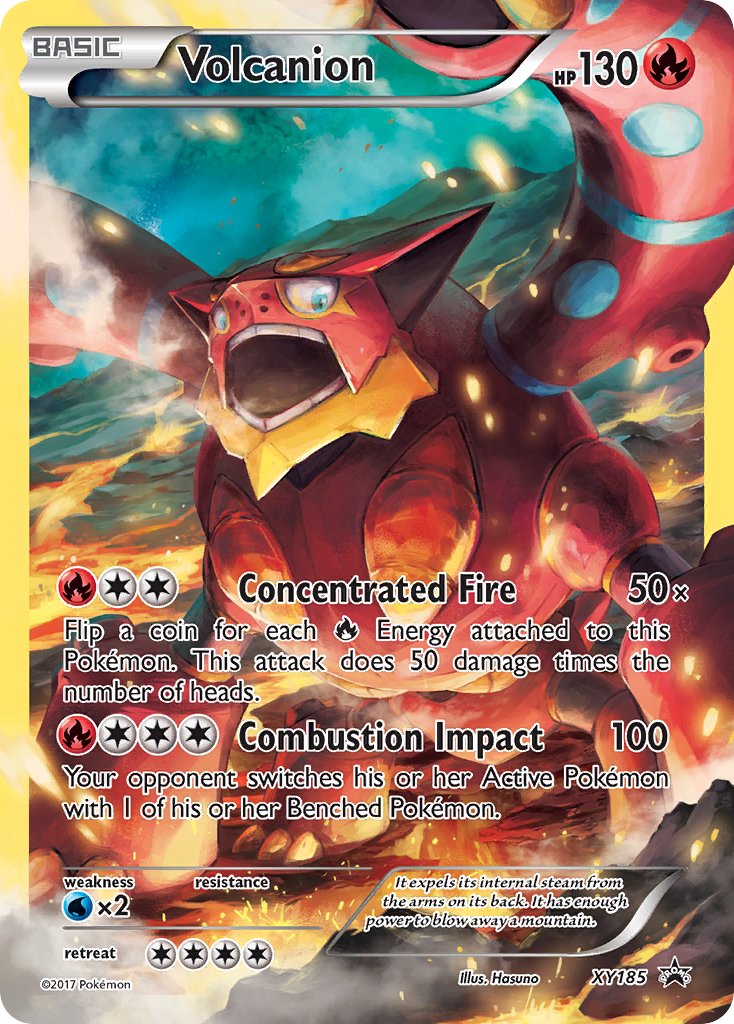 BASIC Volcanion HP130
Concentrated Fire 50×
Flip a coin for each Energy attached to this
Pokémon. This attack does 50 damage times the
number of heads.
Combustion Impact 100
Your opponent switches his or her Active Pokémon
with 1 of his or her Benched Pokémon.
weakness resistance
×2
It expels its internal steam from
the arms on its back. It has enough
power to blow away a mountain.
retreat
©2017 Pokémon Illus. Hasuno XY185 PROMO